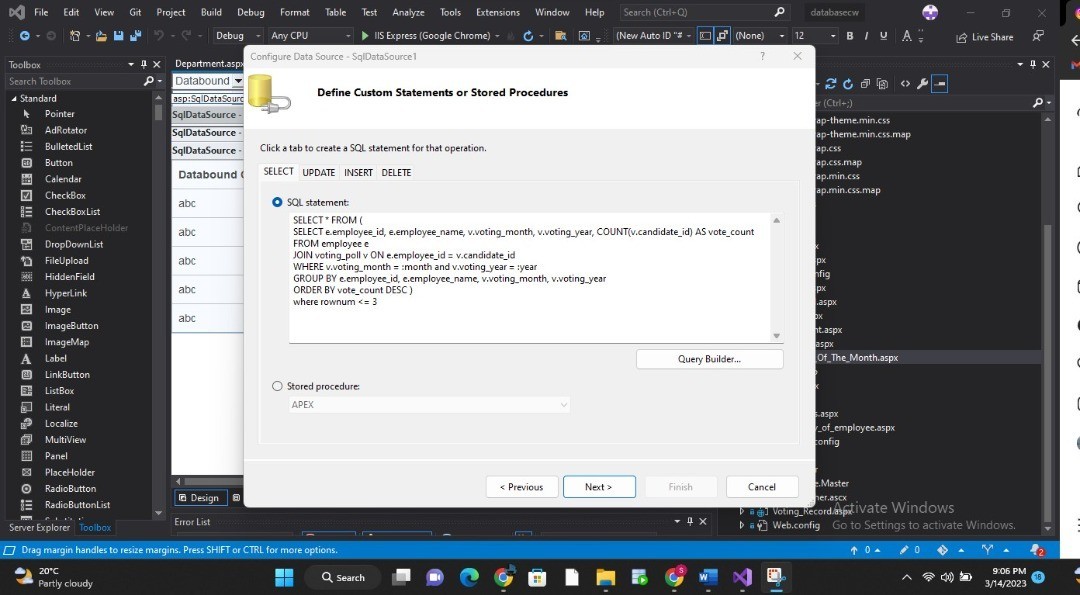 File Edit View Git Project Build Debug Format Table Test Analyze Tools Extensions Window Help Search (Ctrl+Q) databasecw
Debug Any CPU IIS Express (Google Chrome) (New Auto ID "# (None) 12 B I U A Live Share
Toolbox
Search Toolbox
Standard
Pointer
AdRotator
BulletedList
Button
Calendar
CheckBox
CheckBoxList
ContentPlaceHolder
DropDownList
FileUpload
HiddenField
HyperLink
Image
ImageButton
ImageMap
Label
LinkButton
ListBox
Literal
Localize
MultiView
Panel
PlaceHolder
RadioButton
RadioButtonList
Server Explorer Toolbox
Department.aspx
Databound
asp:SqlDataSourc
SqlDataSource -
SqlDataSource -
SqlDataSource -
Databound
abc
abc
abc
abc
abc
Design
Error List
Configure Data Source - SqlDataSource1 ?
Define Custom Statements or Stored Procedures
Click a tab to create a SQL statement for that operation.
SELECT UPDATE INSERT DELETE
SQL statement:
SELECT * FROM (
SELECT e.employee_id, e.employee_name, v.voting_month, v.voting_year, COUNT(v.candidate_id) AS vote_count
FROM employee e
JOIN voting_poll v ON e.employee_id = v.candidate_id
WHERE v.voting_month = :month and v.voting_year = :year
GROUP BY e.employee_id, e.employee_name, v.voting_month, v.voting_year
ORDER BY vote_count DESC )
where rownum <= 3
Query Builder...
Stored procedure:
APEX
< Previous Next > Finish Cancel
er (Ctrl+;)
ap-theme.min.css
ap-theme.min.css.map
ap.css
ap.css.map
ap.min.css
ap.min.css.map
x
px
nfig
px
.aspx
px
nt.aspx
aspx
_Of_The_Month.aspx
x
s.aspx
y_of_employee.aspx
config
r
e.Master
her.ascx
Voting_Record.aspx
Web.config
Activate Windows
Go to Settings to activate Windows.
Drag margin handles to resize margins. Press SHIFT or CTRL for more options. 0 0 2
20°C
Partly cloudy
Search
9:06 PM
3/14/2023
18